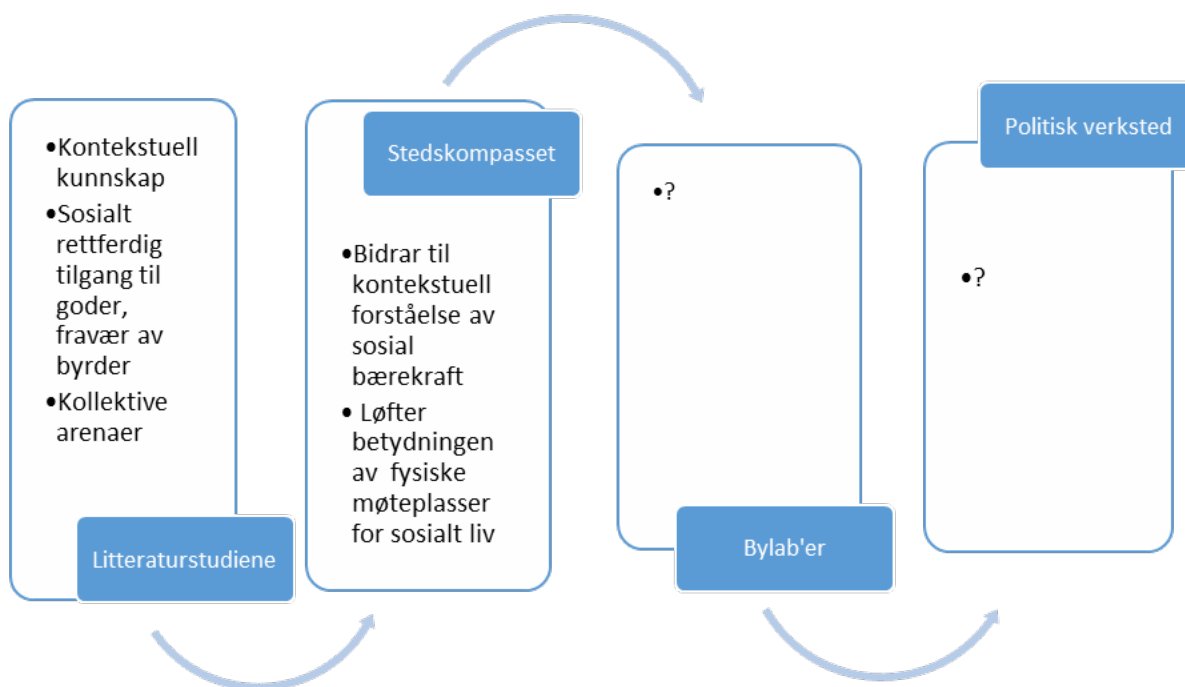 •Kontekstuell
kunnskap
•Sosialt
rettferdig
tilgang til
goder,
fravær av
byrder
•Kollektive
arenaer
Litteraturstudiene
Stedskompasset
•Bidrar til
kontekstuell
forståelse av
sosial
bærekraft
• Løfter
betydningen
av fysiske
møteplasser
for sosialt liv
•?
Bylab'er
Politisk verksted
•?